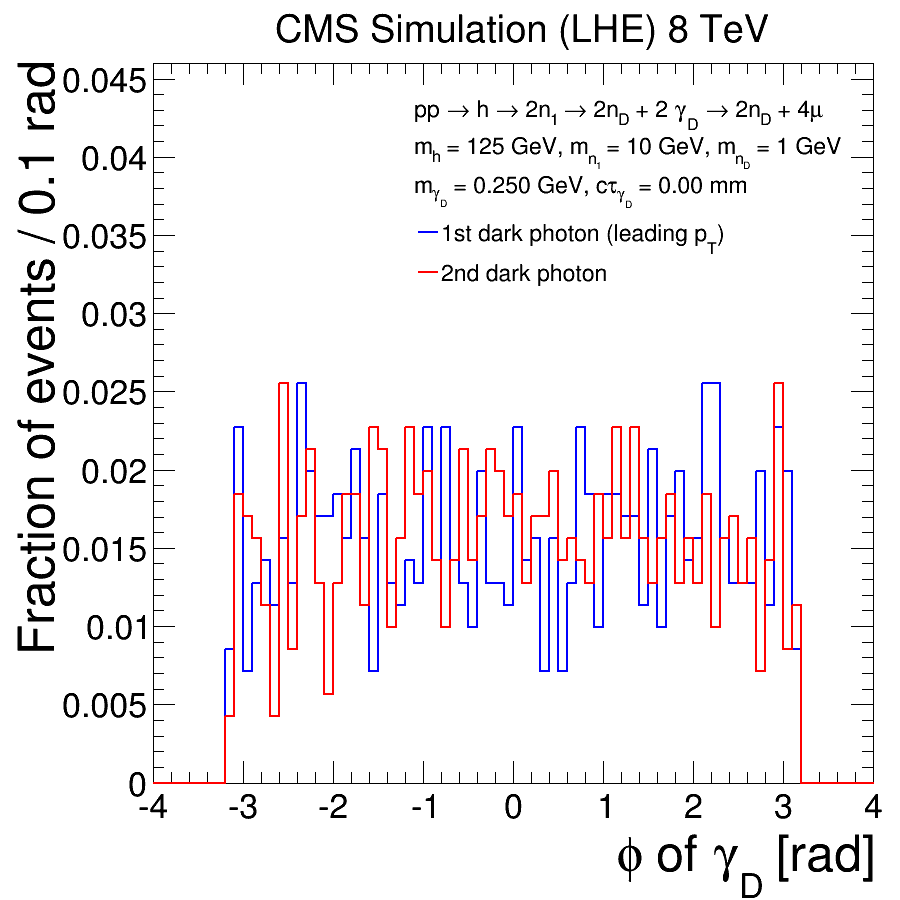 CMS Simulation (LHE) 8 TeV
Fraction of events / 0.1 rad
0.045
0.04
0.035
0.03
0.025
0.02
0.015
0.01
0.005
0
pp → h → 2n₁ → 2n_D + 2 γ_D → 2n_D + 4μ
m_h = 125 GeV, m_n₁ = 10 GeV, m_n_D = 1 GeV
m_γ_D = 0.250 GeV, cτ_γ_D = 0.00 mm
1st dark photon (leading p_T)
2nd dark photon
-4 -3 -2 -1 0 1 2 3 4
ϕ of γ_D [rad]